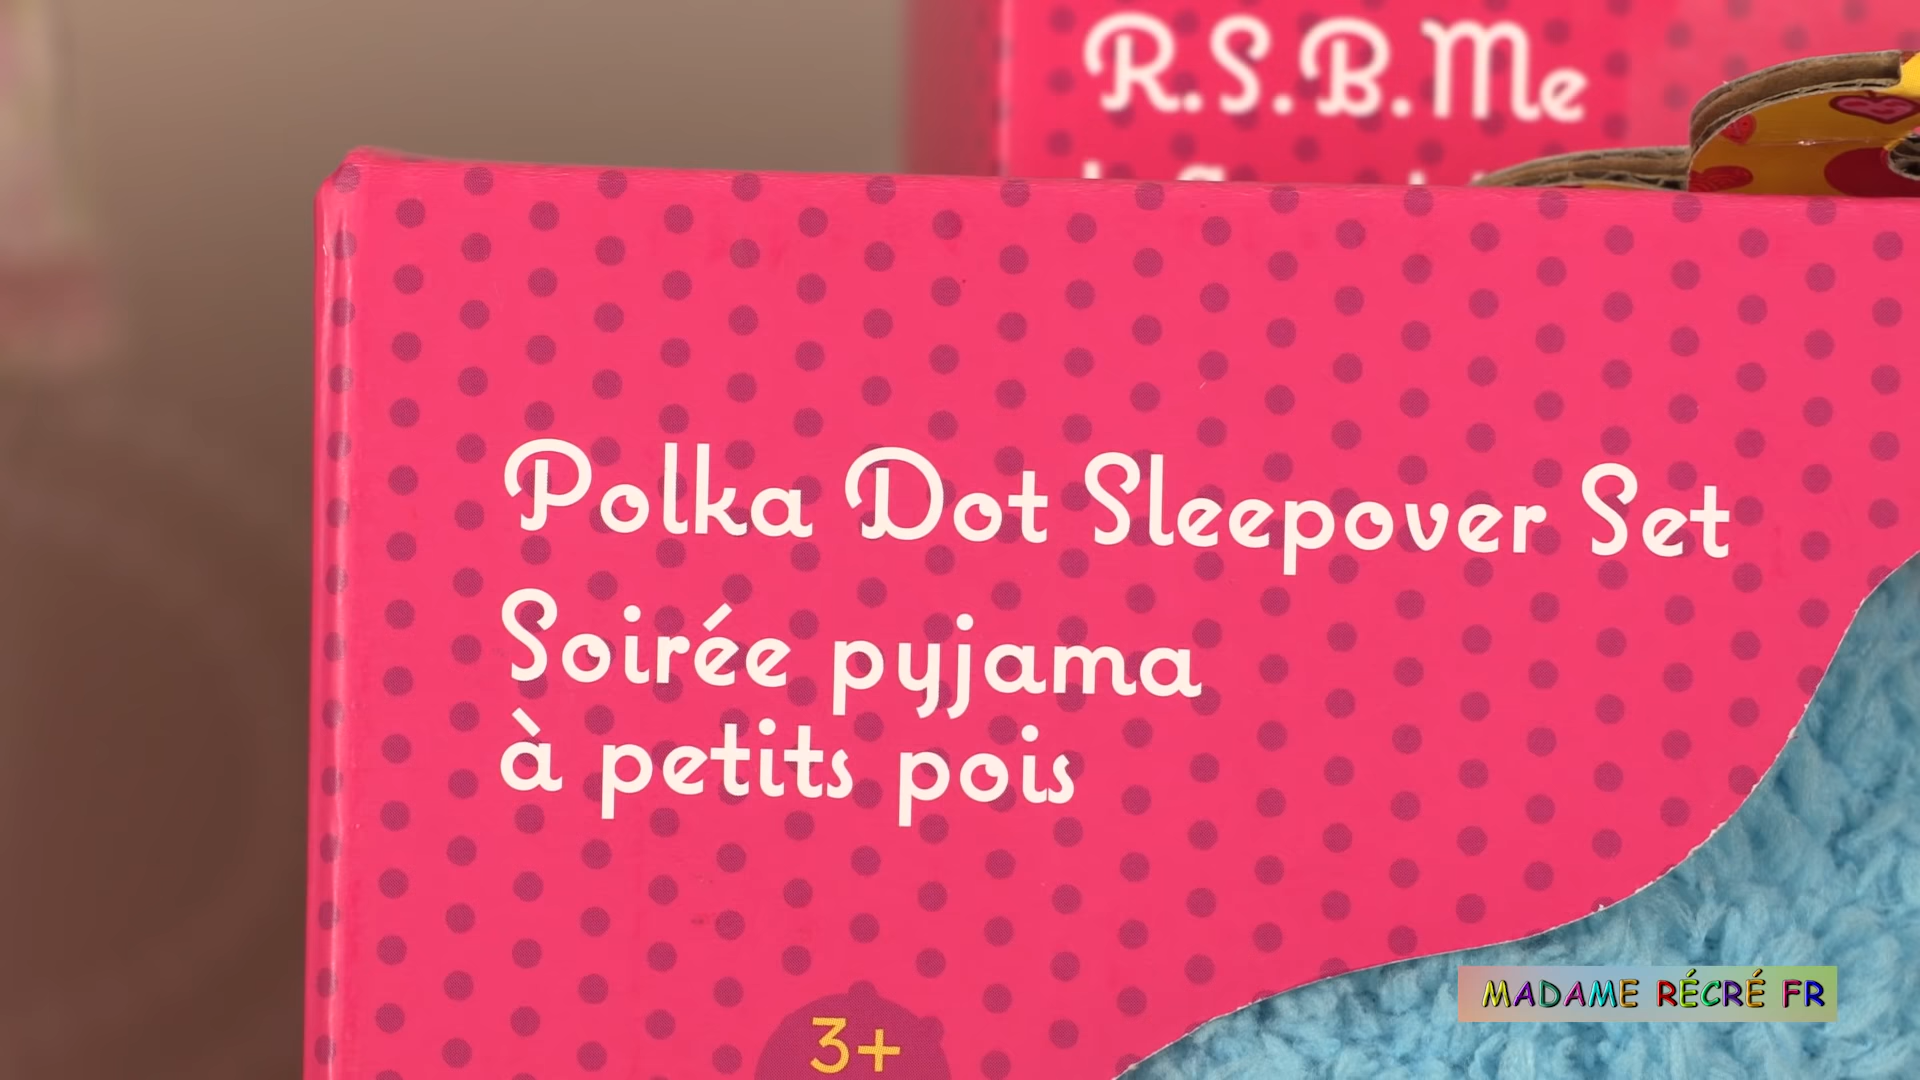 R.S.B.Me
Polka Dot Sleepover Set
Soirée pyjama
à petits pois
3+
MADAME RÉCRÉ FR